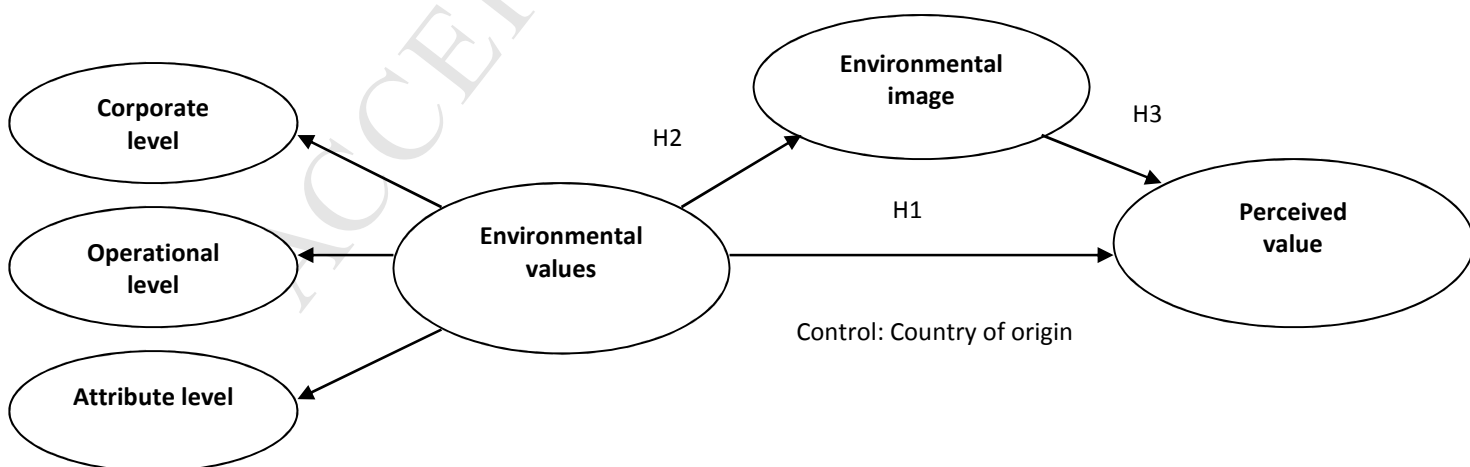 Environmental
image
Corporate
level
H2
H3
H1
Perceived
value
Environmental
values
Operational
level
Control: Country of origin
Attribute level